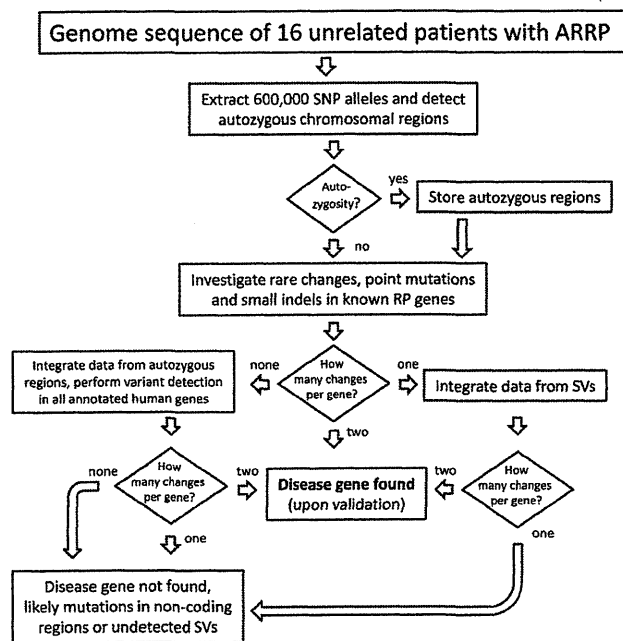 Genome sequence of 16 unrelated patients with ARRP
Extract 600,000 SNP alleles and detect
autozygous chromosomal regions
Auto-
zygosity?
yes
Store autozygous regions
no
Investigate rare changes, point mutations
and small indels in known RP genes
Integrate data from autozygous
regions, perform variant detection
in all annotated human genes
none
How
many changes
per gene?
one
Integrate data from SVs
two
none
How
many changes
per gene?
two
Disease gene found
(upon validation)
two
How
many changes
per gene?
one
one
Disease gene not found,
likely mutations in non-coding
regions or undetected SVs